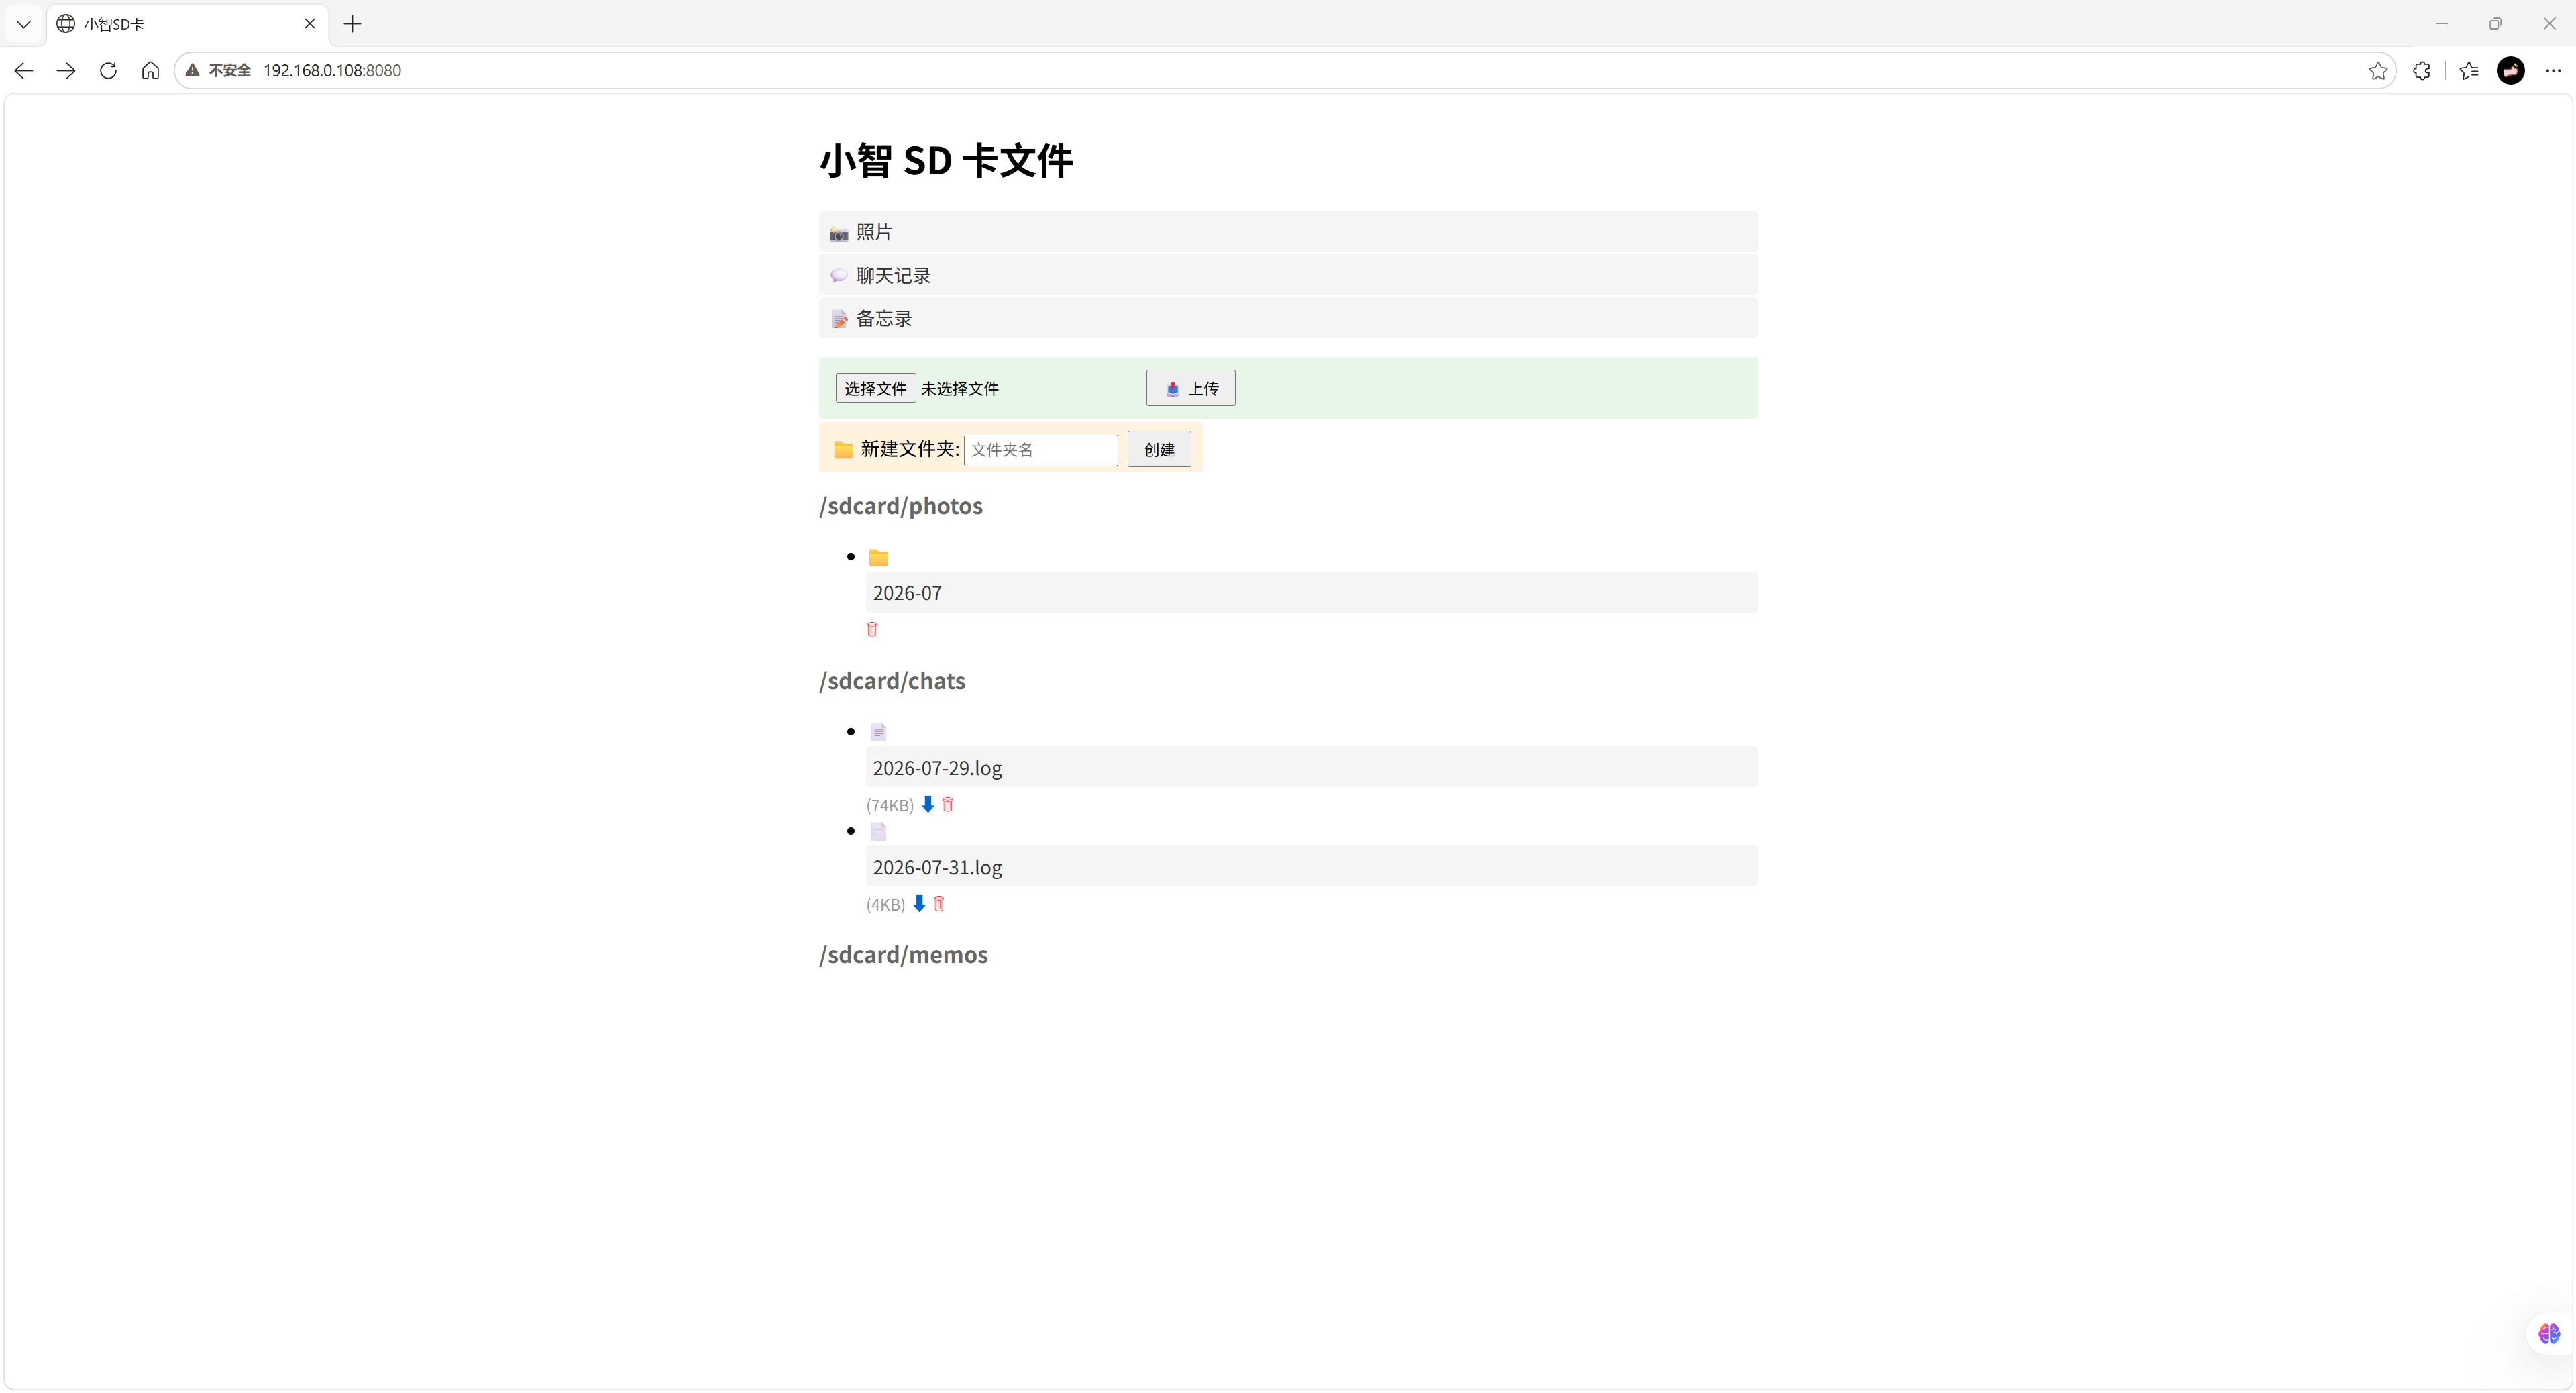 小智SD卡
不安全 192.168.0.108:8080
小智 SD 卡文件
照片
聊天记录
备忘录
选择文件 未选择文件 上传
新建文件夹: 文件夹名 创建
/sdcard/photos
2026-07
/sdcard/chats
2026-07-29.log
(74KB)
2026-07-31.log
(4KB)
/sdcard/memos